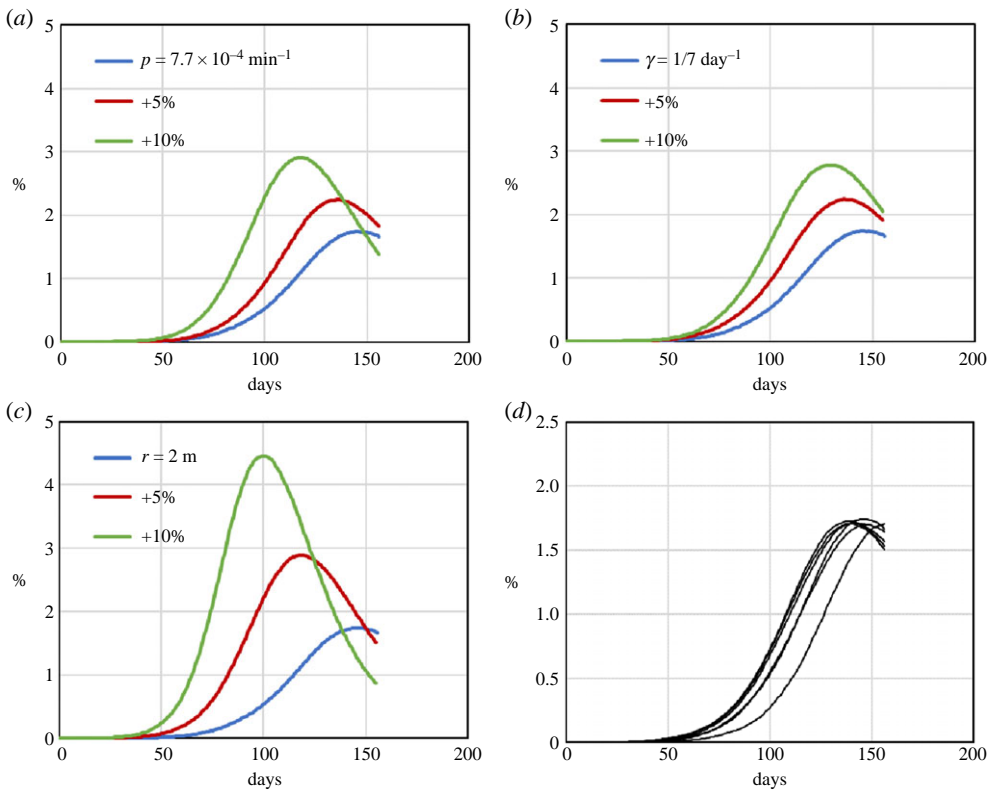 (a)
5
4
3
2
1
0
%
p = 7.7 × 10⁻⁴ min⁻¹
+5%
+10%
0 50 100 150 200
days
(b)
5
4
3
2
1
0
%
γ = 1/7 day⁻¹
+5%
+10%
0 50 100 150 200
days
(c)
5
4
3
2
1
0
%
r = 2 m
+5%
+10%
0 50 100 150 200
days
(d)
2.5
2.0
1.5
1.0
0.5
0
%
0 50 100 150 200
days